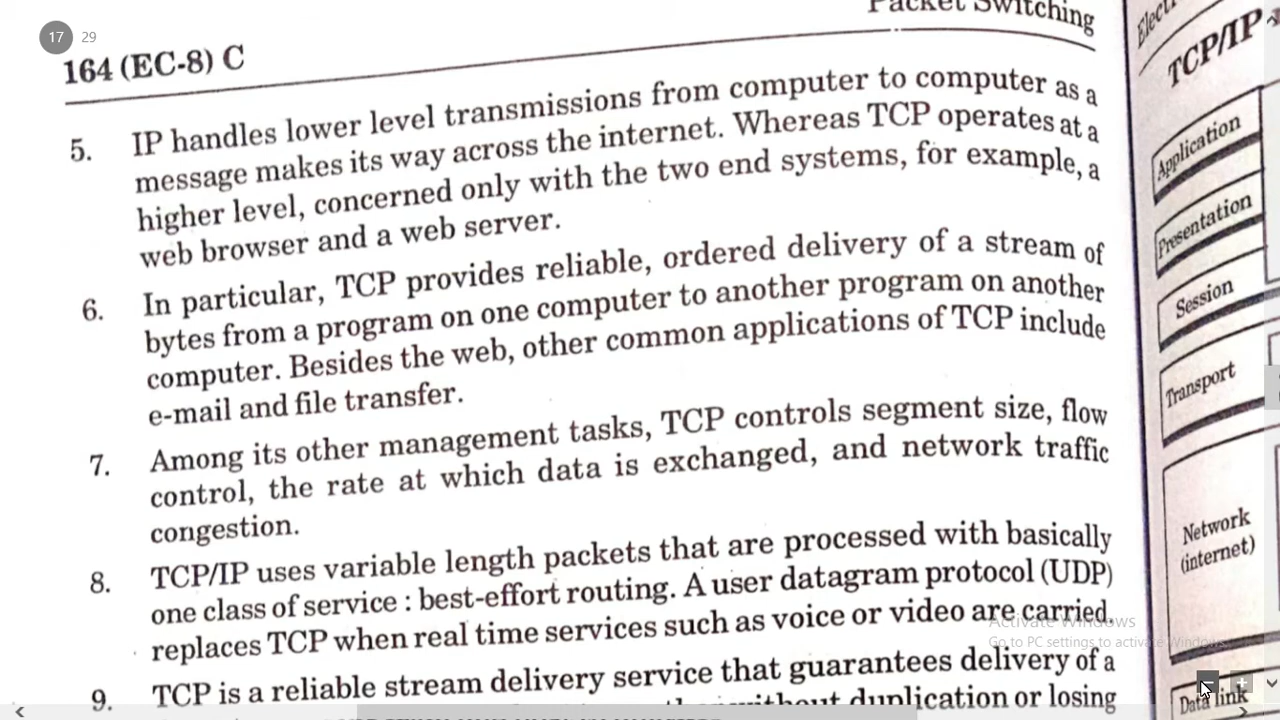 17 29
Packet Switching
164 (EC-8) C
5. IP handles lower level transmissions from computer to computer as a
message makes its way across the internet. Whereas TCP operates at a
higher level, concerned only with the two end systems, for example, a
web browser and a web server.
6. In particular, TCP provides reliable, ordered delivery of a stream of
bytes from a program on one computer to another program on another
computer. Besides the web, other common applications of TCP include
e-mail and file transfer.
7. Among its other management tasks, TCP controls segment size, flow
control, the rate at which data is exchanged, and network traffic
congestion.
8. TCP/IP uses variable length packets that are processed with basically
one class of service : best-effort routing. A user datagram protocol (UDP)
replaces TCP when real time services such as voice or video are carried.
9. TCP is a reliable stream delivery service that guarantees delivery of a
without duplication or losing
TCP/IP
Application
Presentation
Session
Transport
Network
(internet)
Data link
Activate Windows
Go to PC settings to activate Windows.